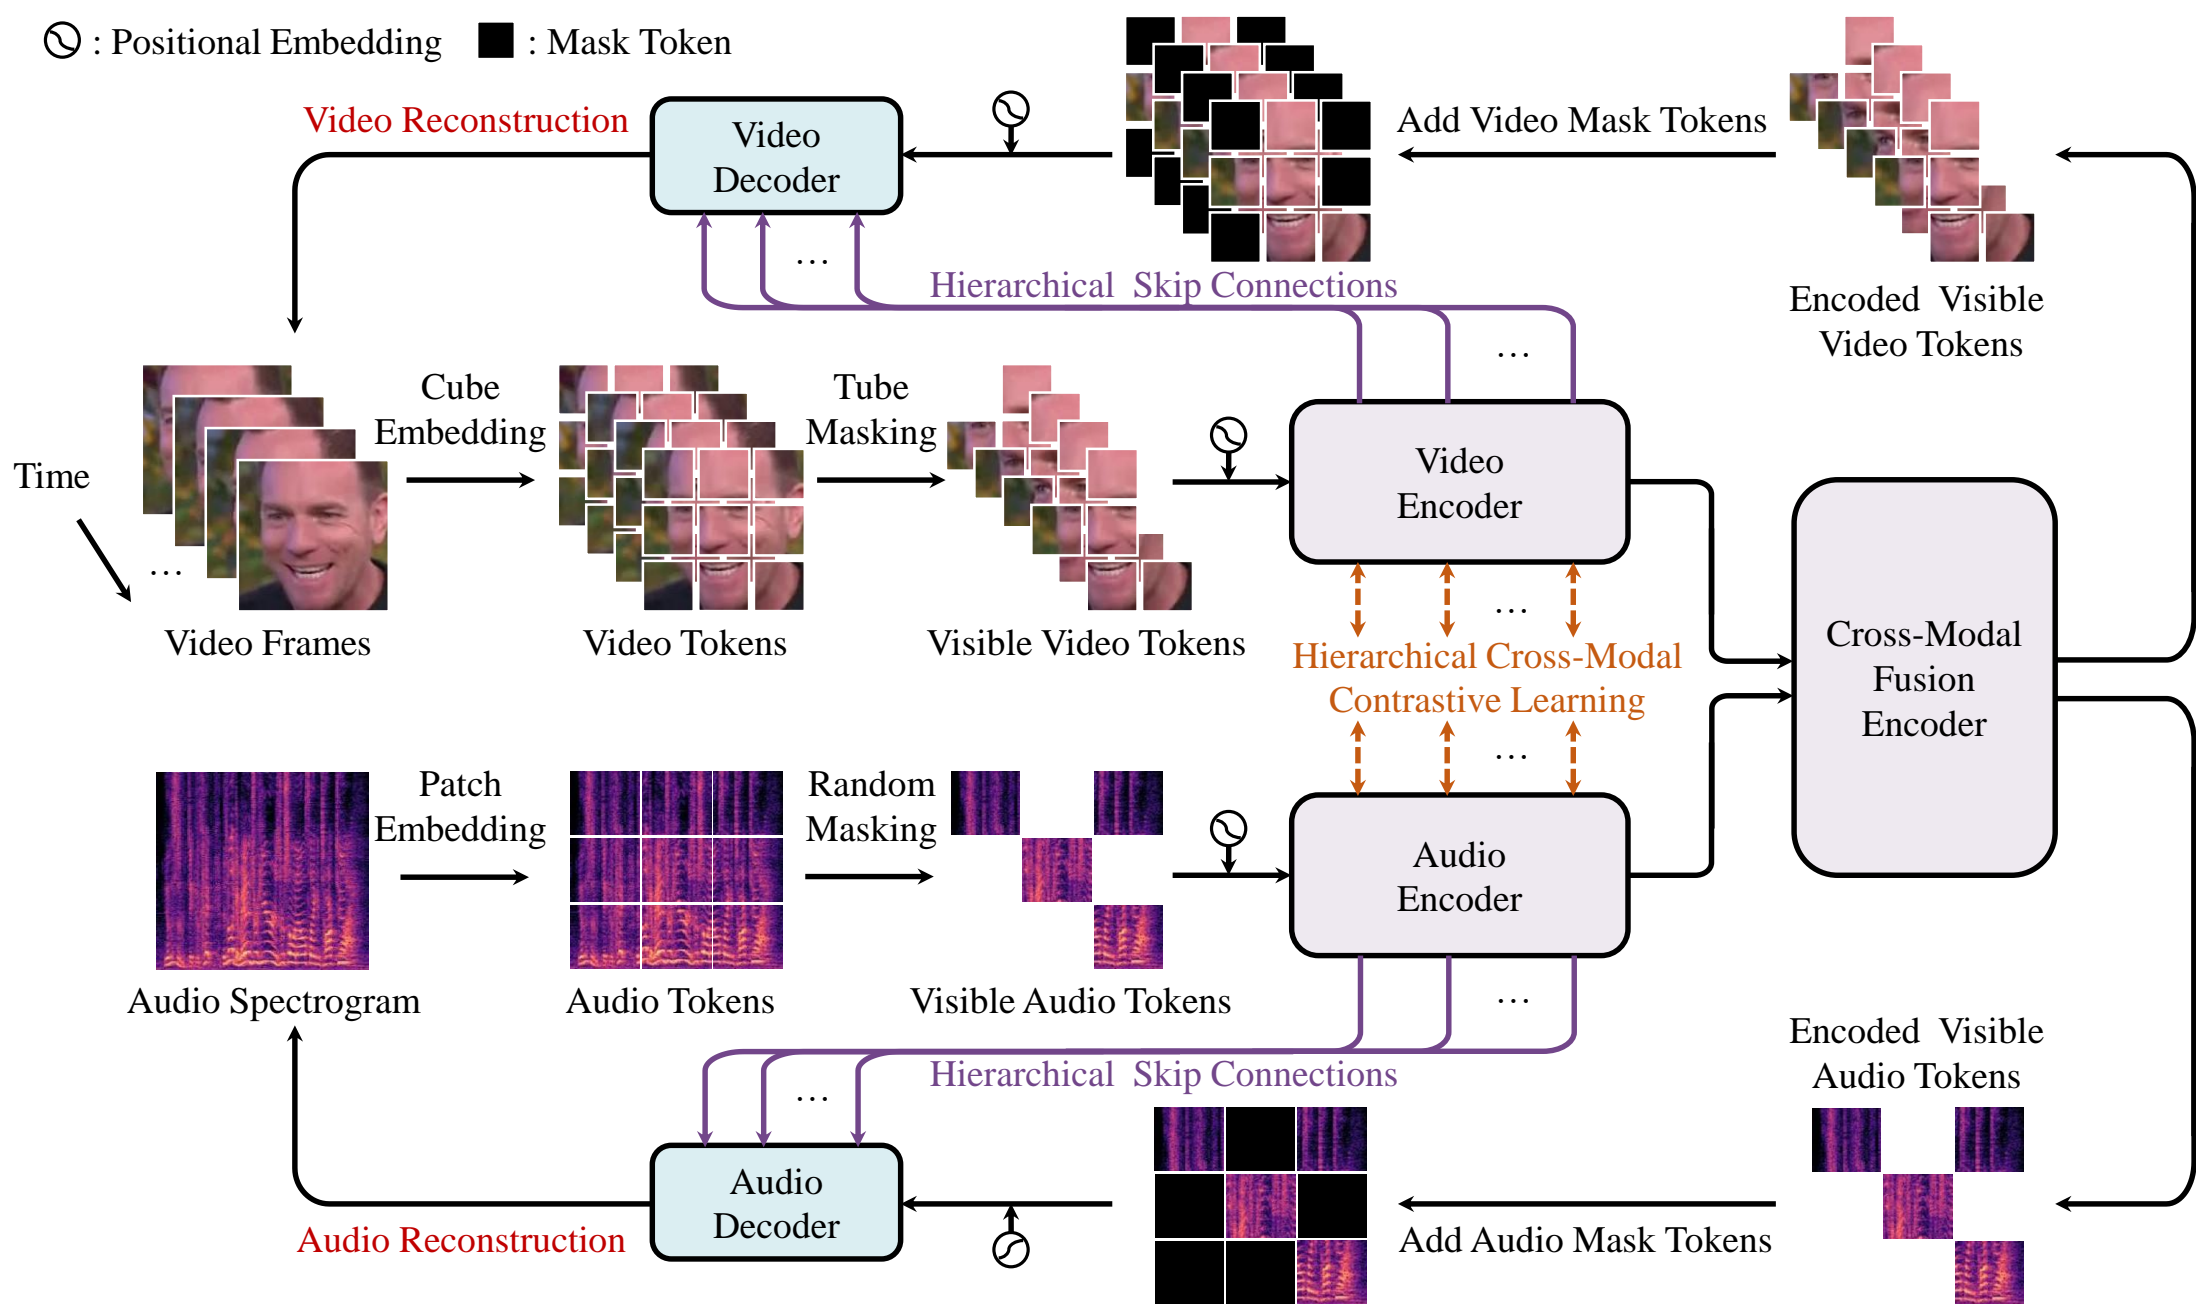 : Positional Embedding
: Mask Token
Video Reconstruction
Video
Decoder
Add Video Mask Tokens
...
Hierarchical Skip Connections
Encoded Visible
Video Tokens
...
Time
...
Video Frames
Cube
Embedding
Video Tokens
Tube
Masking
Visible Video Tokens
Video
Encoder
...
Hierarchical Cross-Modal
Contrastive Learning
...
Cross-Modal
Fusion
Encoder
Audio Spectrogram
Patch
Embedding
Audio Tokens
Random
Masking
Visible Audio Tokens
Audio
Encoder
...
Hierarchical Skip Connections
...
Encoded Visible
Audio Tokens
Audio
Decoder
Audio Reconstruction
Add Audio Mask Tokens